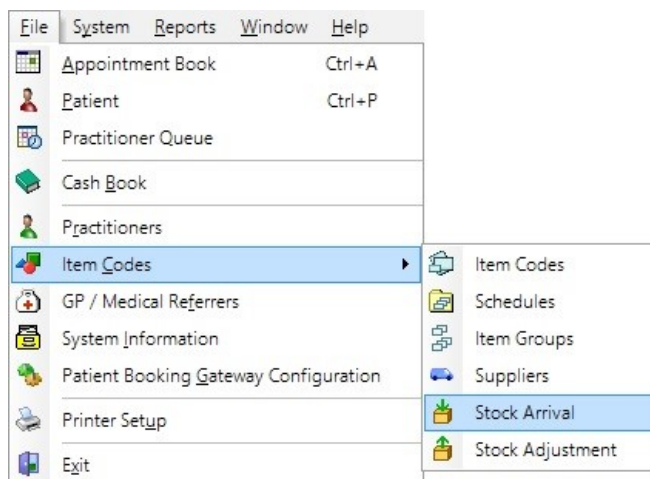 File System Reports Window Help
Appointment Book Ctrl+A
Patient Ctrl+P
Practitioner Queue
Cash Book
Practitioners
Item Codes
GP / Medical Referrers
System Information
Patient Booking Gateway Configuration
Printer Setup
Exit
Item Codes
Schedules
Item Groups
Suppliers
Stock Arrival
Stock Adjustment